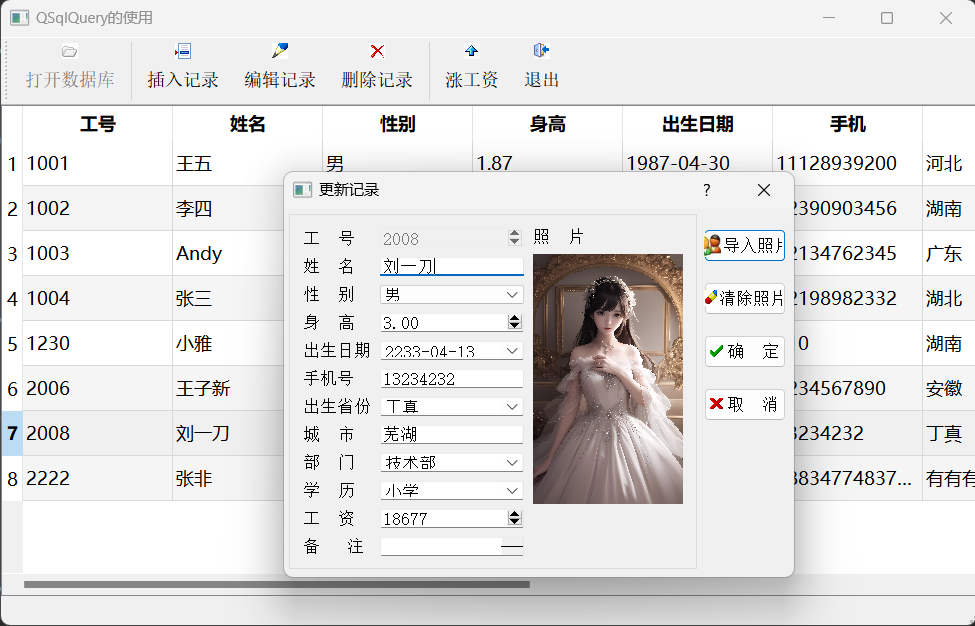 QSqlQuery的使用
打开数据库 插入记录 编辑记录 删除记录 涨工资 退出
工号 姓名 性别 身高 出生日期 手机
1 1001 王五 男 1.87 1987-04-30 11128939200 河北
2 1002 李四 2390903456 湖南
3 1003 Andy 2134762345 广东
4 1004 张三 2198982332 湖北
5 1230 小雅 0 湖南
6 2006 王子新 234567890 安徽
7 2008 刘一刀 3234232 丁真
8 2222 张非 3834774837... 有有有
更新记录 ?
工 号 2008 照 片
姓 名 刘一刀
性 别 男
身 高 3.00
出生日期 2233-04-13
手机号 13234232
出生省份 丁真
城 市 芜湖
部 门 技术部
学 历 小学
工 资 18677
备 注
导入照片
清除照片
确 定
取 消